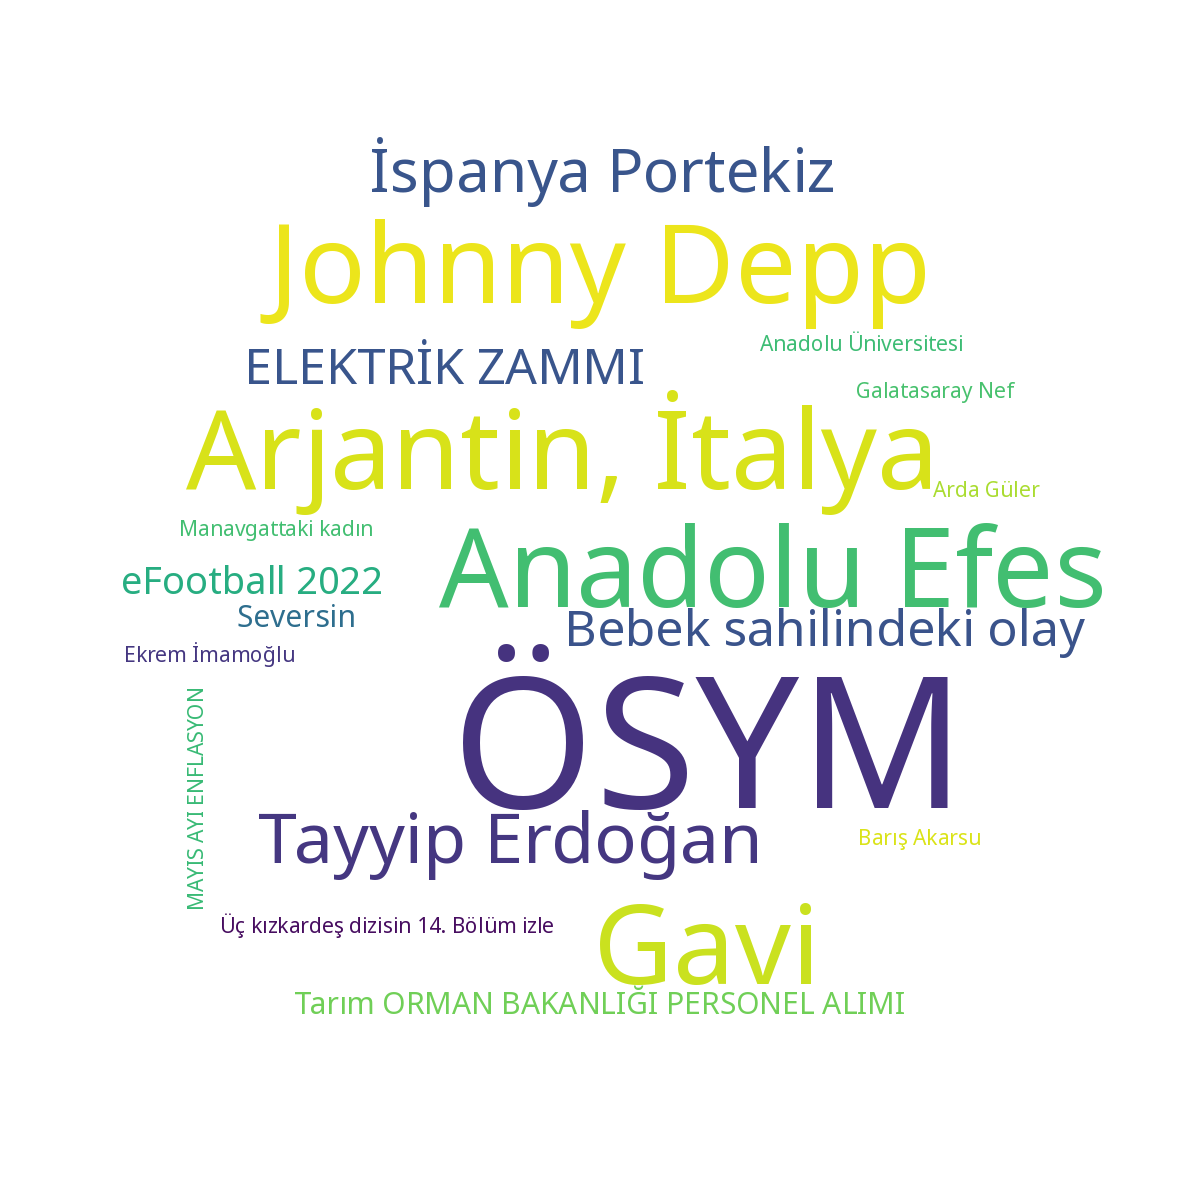 İspanya Portekiz
Johnny Depp
Anadolu Üniversitesi
ELEKTRİK ZAMMI
Galatasaray Nef
Arjantin, İtalya
Arda Güler
Manavgattaki kadın
Anadolu Efes
eFootball 2022
Seversin
Bebek sahilindeki olay
Ekrem İmamoğlu
ÖSYM
MAYIS AYI ENFLASYON
Tayyip Erdoğan
Barış Akarsu
Üç kızkardeş dizisin 14. Bölüm izle
Gavi
Tarım ORMAN BAKANLIĞI PERSONEL ALIMI